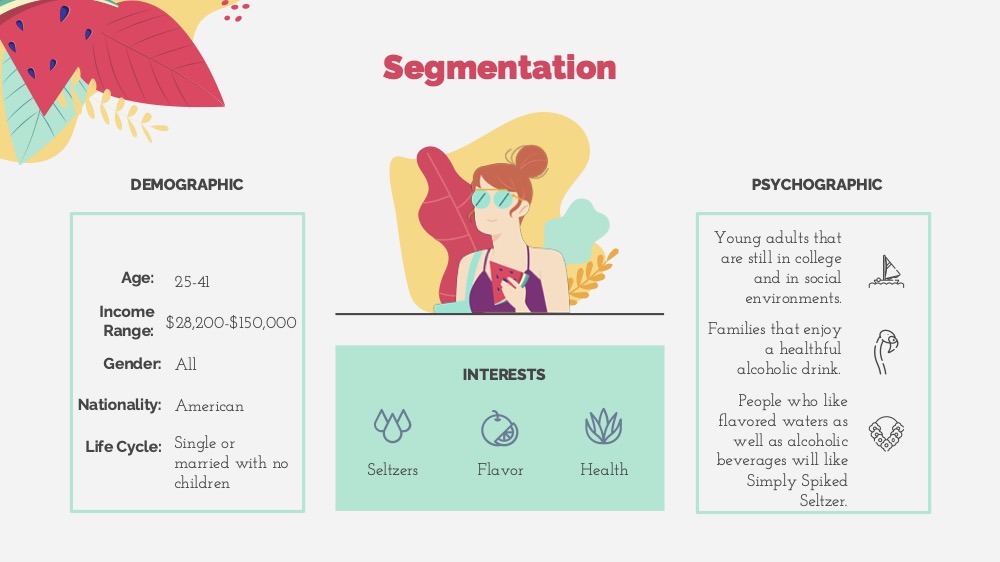 Segmentation
DEMOGRAPHIC
Age: 25-41
Income
Range: $28,200-$150,000
Gender: All
Nationality: American
Life Cycle: Single or
married with no
children
INTERESTS
Seltzers Flavor Health
PSYCHOGRAPHIC
Young adults that
are still in college
and in social
environments.
Families that enjoy
a healthful
alcoholic drink.
People who like
flavored waters as
well as alcoholic
beverages will like
Simply Spiked
Seltzer.